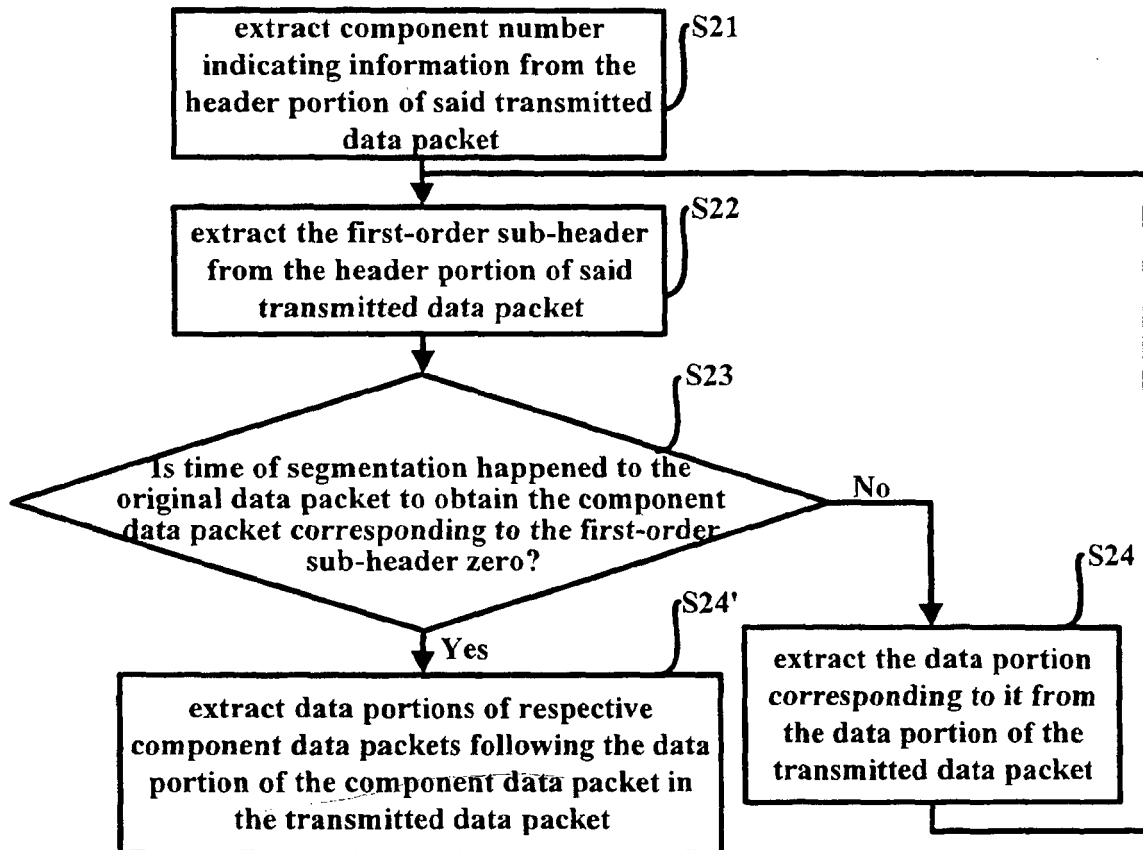 extract component number
indicating information from the
header portion of said transmitted
data packet
S21
extract the first-order sub-header
from the header portion of said
transmitted data packet
S22
S23
Is time of segmentation happened to the
original data packet to obtain the component
data packet corresponding to the first-order
sub-header zero?
No
Yes
S24'
S24
extract data portions of respective
component data packets following the data
portion of the component data packet in
the transmitted data packet
extract the data portion
corresponding to it from
the data portion of the
transmitted data packet